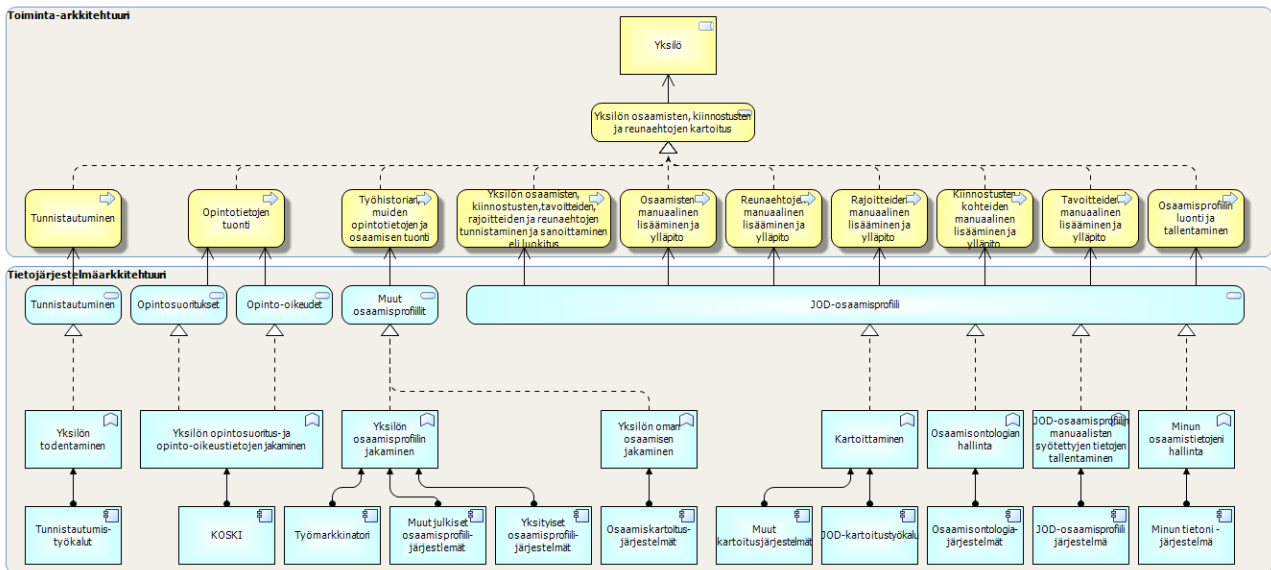 Toiminta-arkkitehtuuri
Yksilö
Yksilön osaamisten, kiinnostusten
ja reunaehtojen kartoitus
Tunnistautuminen
Opintotietojen
tuonti
Työhistorian,
muiden
opintotietojen ja
osaamisen tuonti
Yksilön osaamisten,
kiinnostusten,tavoitteiden,
rajoitteiden ja reunaehtojen
tunnistaminen ja sanoittaminen
eli luokitus
Osaamisten
manuaalinen
lisääminen ja
ylläpito
Reunaehtojen
manuaalinen
lisääminen ja
ylläpito
Rajoitteiden
manuaalinen
lisääminen ja
ylläpito
Kiinnostusten
kohteiden
manuaalinen
lisääminen ja
ylläpito
Tavoitteiden
manuaalinen
lisääminen ja
ylläpito
Osaamisprofiilin
luonti ja
tallentaminen
Tietojärjestelmäarkkitehtuuri
Tunnistautuminen
Opintosuoritukset
Opinto-oikeudet
Muut
osaamisprofiillit
JOD-osaamisprofiili
Yksilön
todentaminen
Yksilön opintosuoritus-ja
opinto-oikeustietojen jakaminen
Yksilön
osaamisprofiilin
jakaminen
Yksilön oman
osaamisen
jakaminen
Kartoittaminen
Osaamisontologian
hallinta
JOD-osaamisprofiilin
manuaalisten
syötettyjen tietojen
tallentaminen
Minun
osaamistietojeni
hallinta
Tunnistautumis-
työkalut
KOSKI
Työmarkkinatori
Muut julkiset
osaamisprofiili-
järjestlemät
Yksityiset
osaamisprofiili-
järjestelmät
Osaamiskartoitus-
järjestelmät
Muut
kartoitusjärjestelmät
JOD-kartoitustyökalu
Osaamisontologia-
järjestelmät
JOD-osaamisprofiili
järjestelmä
Minun tietoni -
järjestelmä